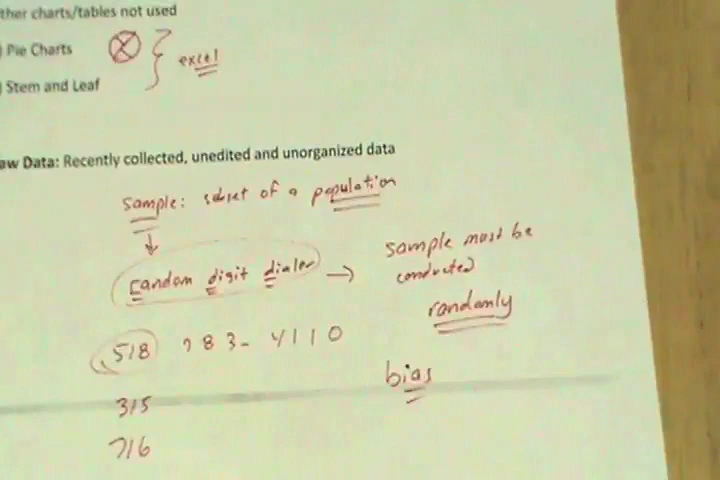 ther charts/tables not used
) Pie Charts
excel
) Stem and Leaf
aw Data: Recently collected, unedited and unorganized data
Sample: subset of a population
random digit dialer → sample must be
conducted
randomly
518 783-4110
bias
315
716